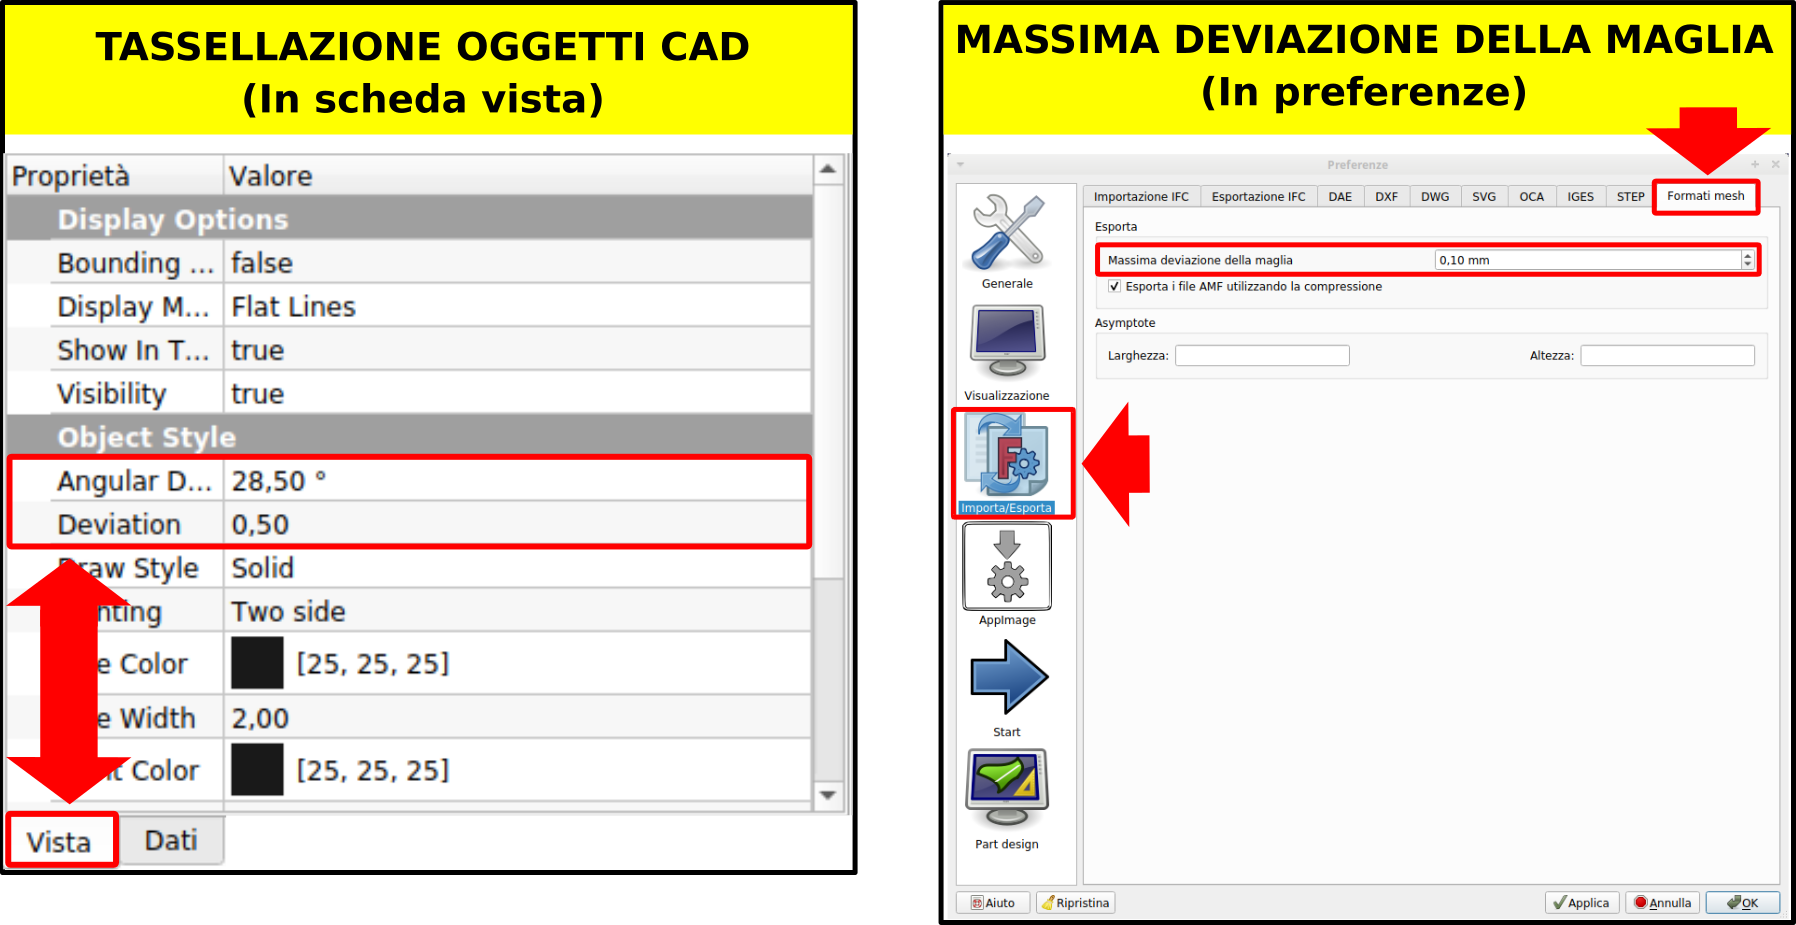 TASSELLAZIONE OGGETTI CAD
(In scheda vista)
Proprietà Valore
Display Options
Bounding ... false
Display M... Flat Lines
Show In T... true
Visibility true
Object Style
Angular D... 28,50 °
Deviation 0,50
raw Style Solid
nting Two side
e Color [25, 25, 25]
e Width 2,00
t Color [25, 25, 25]
Vista Dati
MASSIMA DEVIAZIONE DELLA MAGLIA
(In preferenze)
Preferenze
Importazione IFC Esportazione IFC DAE DXF DWG SVG OCA IGES STEP Formati mesh
Esporta
Massima deviazione della maglia 0,10 mm
Esporta i file AMF utilizzando la compressione
Asymptote
Larghezza: Altezza:
Generale
Visualizzazione
Importa/Esporta
AppImage
Start
Part design
Aiuto Ripristina Applica Annulla OK